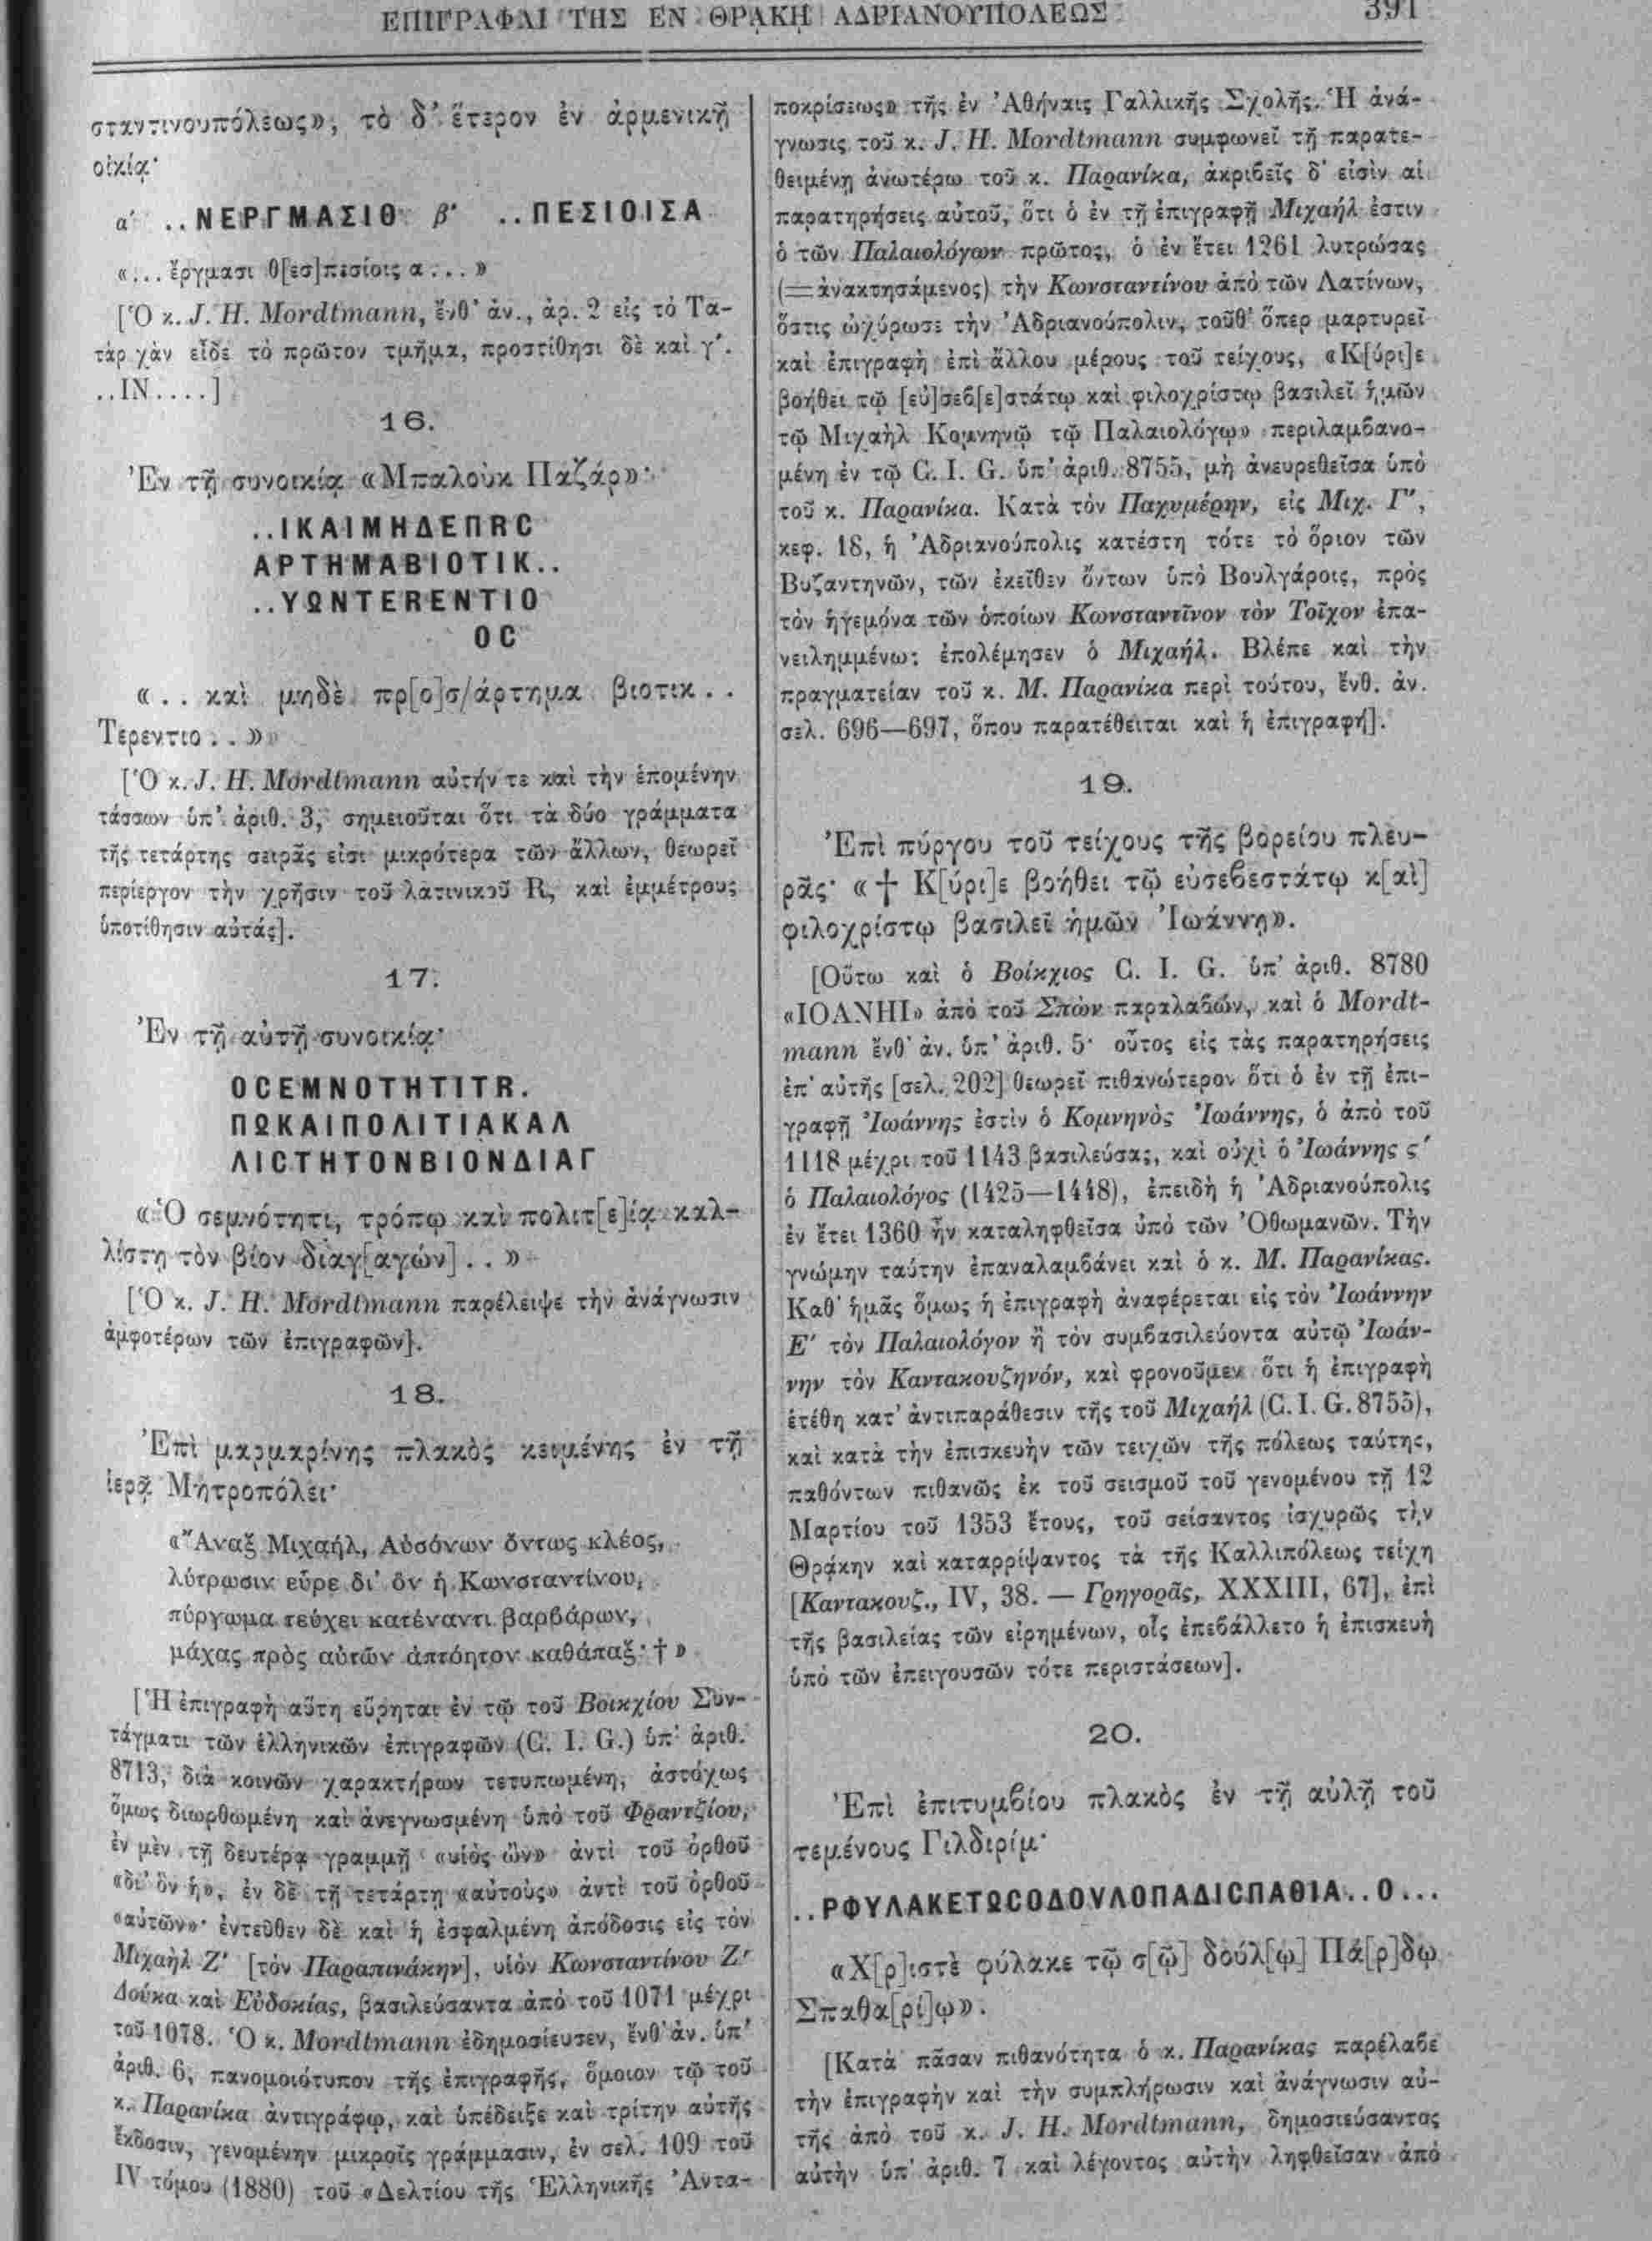 ΕΠΙΓΡΑΦΑΙ ΤΗΣ ΕΝ ΘΡΑΚΗ ΑΔΡΙΑΝΟΥΠΟΛΕΩΣ 391
σταντινουπόλεως», τὸ δ' ἕτερον ἐν ἀρμενικῇ
οἰκίᾳ·
α' ..ΝΕΡΓΜΑΣΙΘ β' ..ΠΕΣΙΟΙΣΑ
«...ἔργμασι θ[εσ]πεσίοις α...»
[Ὁ κ. J. H. Mordtmann, ἔνθ' ἀν., ἀρ. 2 εἰς τὸ Τα-
τὰρ χὰν εἶδε τὸ πρῶτον τμῆμα, προστίθησι δὲ καὶ γ'.
..ΙΝ....]
16.
Ἐν τῇ συνοικίᾳ «Μπαλοὺκ Παζάρ»·
..ΙΚΑΙΜΗΔΕΠRC
ΑΡΤΗΜΑΒΙΟΤΙΚ..
..ΥΩΝΤΕRΕΝΤΙΟ
ΟC
«.. καὶ μηδὲ πρ[ο]σ/άρτημα βιοτικ..
Τερεντιο..»
[Ὁ κ. J. H. Mordtmann αὐτήν τε καὶ τὴν ἑπομένην
τάσσων ὑπ' ἀριθ. 3, σημειοῦται ὅτι τὰ δύο γράμματα
τῆς τετάρτης σειρᾶς εἰσι μικρότερα τῶν ἄλλων, θεωρεῖ
περίεργον τὴν χρῆσιν τοῦ λατινικοῦ R, καὶ ἐμμέτρους
ὑποτίθησιν αὐτάς].
17.
Ἐν τῇ αὐτῇ συνοικίᾳ·
ΟCΕΜΝΟΤΗΤΙΤR.
ΠΩΚΑΙΠΟΛΙΤΙΑΚΑΛ
ΛΙCΤΗΤΟΝΒΙΟΝΔΙΑΓ
«Ὁ σεμνότητι, τρόπῳ καὶ πολιτ[ε]ίᾳ καλ-
λίστῃ τὸν βίον διαγ[αγών]..»
[Ὁ κ. J. H. Mordtmann παρέλειψε τὴν ἀνάγνωσιν
ἀμφοτέρων τῶν ἐπιγραφῶν].
18.
Ἐπὶ μαρμαρίνης πλακὸς κειμένης ἐν τῇ
ἱερᾷ Μητροπόλει·
«Ἄναξ Μιχαήλ, Αὐσόνων ὄντως κλέος,
λύτρωσιν εὗρε δι' ὃν ἡ Κωνσταντίνου,
πύργωμα τεύχει κατέναντι βαρβάρων,
μάχας πρὸς αὐτῶν ἀπτόητον καθάπαξ· † »
[Ἡ ἐπιγραφὴ αὕτη εὕρηται ἐν τῷ τοῦ Βοικχίου Συν-
τάγματι τῶν ἑλληνικῶν ἐπιγραφῶν (C. I. G.) ὑπ' ἀριθ.
8713, διὰ κοινῶν χαρακτήρων τετυπωμένη, ἀστόχως
ὅμως διωρθωμένη καὶ ἀνεγνωσμένη ὑπὸ τοῦ Φραντζίου,
ἐν μὲν τῇ δευτέρᾳ γραμμῇ «υἱὸς ὢν» ἀντὶ τοῦ ὀρθοῦ
«δι' ὃν ἡ», ἐν δὲ τῇ τετάρτῃ «αὐτοὺς» ἀντὶ τοῦ ὀρθοῦ
«αὐτῶν»· ἐντεῦθεν δὲ καὶ ἡ ἐσφαλμένη ἀπόδοσις εἰς τὸν
Μιχαὴλ Ζ' [τὸν Παραπινάκην], υἱὸν Κωνσταντίνου Ζ'
Δούκα καὶ Εὐδοκίας, βασιλεύσαντα ἀπὸ τοῦ 1071 μέχρι
τοῦ 1078. Ὁ κ. Mordtmann ἐδημοσίευσεν, ἔνθ' ἀν. ὑπ'
ἀριθ. 6, πανομοιότυπον τῆς ἐπιγραφῆς, ὅμοιον τῷ τοῦ
κ. Παρανίκα ἀντιγράφῳ, καὶ ὑπέδειξε καὶ τρίτην αὐτῆς
ἔκδοσιν, γενομένην μικροῖς γράμμασιν, ἐν σελ. 109 τοῦ
IV τόμου (1880) τοῦ «Δελτίου τῆς Ἑλληνικῆς Ἀντα-
ποκρίσεως» τῆς ἐν Ἀθήναις Γαλλικῆς Σχολῆς. Ἡ ἀνά-
γνωσις τοῦ κ. J. H. Mordtmann συμφωνεῖ τῇ παρατε-
θειμένῃ ἀνωτέρω τοῦ κ. Παρανίκα, ἀκριβεῖς δ' εἰσὶν αἱ
παρατηρήσεις αὐτοῦ, ὅτι ὁ ἐν τῇ ἐπιγραφῇ Μιχαήλ ἐστιν
ὁ τῶν Παλαιολόγων πρῶτος, ὁ ἐν ἔτει 1261 λυτρώσας
(=ἀνακτησάμενος) τὴν Κωνσταντίνου ἀπὸ τῶν Λατίνων,
ὅστις ὠχύρωσε τὴν Ἀδριανούπολιν, τοῦθ' ὅπερ μαρτυρεῖ
καὶ ἐπιγραφὴ ἐπὶ ἄλλου μέρους τοῦ τείχους, «Κ[ύρι]ε
βοήθει τῷ [εὐ]σεβ[ε]στάτῳ καὶ φιλοχρίστῳ βασιλεῖ ἡμῶν
τῷ Μιχαὴλ Κομνηνῷ τῷ Παλαιολόγῳ» περιλαμβανο-
μένη ἐν τῷ C. I. G. ὑπ' ἀριθ. 8755, μὴ ἀνευρεθεῖσα ὑπὸ
τοῦ κ. Παρανίκα. Κατὰ τὸν Παχυμέρην, εἰς Μιχ. Γ',
κεφ. 18, ἡ Ἀδριανούπολις κατέστη τότε τὸ ὅριον τῶν
Βυζαντηνῶν, τῶν ἐκεῖθεν ὄντων ὑπὸ Βουλγάροις, πρὸς
τὸν ἡγεμόνα τῶν ὁποίων Κωνσταντῖνον τὸν Τοῖχον ἐπα-
νειλημμένως ἐπολέμησεν ὁ Μιχαήλ. Βλέπε καὶ τὴν
πραγματείαν τοῦ κ. Μ. Παρανίκα περὶ τούτου, ἔνθ. ἀν.
σελ. 696—697, ὅπου παρατέθειται καὶ ἡ ἐπιγραφή].
19.
Ἐπὶ πύργου τοῦ τείχους τῆς βορείου πλευ-
ρᾶς· « † Κ[ύρι]ε βοήθει τῷ εὐσεβεστάτῳ κ[αὶ]
φιλοχρίστῳ βασιλεῖ ἡμῶν Ἰωάννῃ».
[Οὕτω καὶ ὁ Βοίκχιος C. I. G. ὑπ' ἀριθ. 8780
«ΙΟΑΝΗΙ» ἀπὸ τοῦ Σπὼν παραλαβών, καὶ ὁ Mordt-
mann ἔνθ' ἀν. ὑπ' ἀριθ. 5· οὗτος εἰς τὰς παρατηρήσεις
ἐπ' αὐτῆς [σελ. 202] θεωρεῖ πιθανώτερον ὅτι ὁ ἐν τῇ ἐπι-
γραφῇ Ἰωάννης ἐστὶν ὁ Κομνηνὸς Ἰωάννης, ὁ ἀπὸ τοῦ
1118 μέχρι τοῦ 1143 βασιλεύσας, καὶ οὐχὶ ὁ Ἰωάννης ς'
ὁ Παλαιολόγος (1425—1448), ἐπειδὴ ἡ Ἀδριανούπολις
ἐν ἔτει 1360 ἦν καταληφθεῖσα ὑπὸ τῶν Ὀθωμανῶν. Τὴν
γνώμην ταύτην ἐπαναλαμβάνει καὶ ὁ κ. Μ. Παρανίκας.
Καθ' ἡμᾶς ὅμως ἡ ἐπιγραφὴ ἀναφέρεται εἰς τὸν Ἰωάννην
Ε' τὸν Παλαιολόγον ἢ τὸν συμβασιλεύοντα αὐτῷ Ἰωάν-
νην τὸν Καντακουζηνόν, καὶ φρονοῦμεν ὅτι ἡ ἐπιγραφὴ
ἐτέθη κατ' ἀντιπαράθεσιν τῆς τοῦ Μιχαήλ (C. I. G. 8755),
καὶ κατὰ τὴν ἐπισκευὴν τῶν τειχῶν τῆς πόλεως ταύτης,
παθόντων πιθανῶς ἐκ τοῦ σεισμοῦ τοῦ γενομένου τῇ 12
Μαρτίου τοῦ 1353 ἔτους, τοῦ σείσαντος ἰσχυρῶς τὴν
Θρᾴκην καὶ καταρρίψαντος τὰ τῆς Καλλιπόλεως τείχη
[Καντακουζ., IV, 38. — Γρηγορᾶς, XXXIII, 67], ἐπὶ
τῆς βασιλείας τῶν εἰρημένων, οἷς ἐπεβάλλετο ἡ ἐπισκευὴ
ὑπὸ τῶν ἐπειγουσῶν τότε περιστάσεων].
20.
Ἐπὶ ἐπιτυμβίου πλακὸς ἐν τῇ αὐλῇ τοῦ
τεμένους Γιλδιρίμ·
..ΡΦΥΛΑΚΕΤΩCΟΔΟΥΛΟΠΑΔΙCΠΑΘΙΑ..Ο...
«Χ[ρ]ιστὲ φύλακε τῷ σ[ῷ] δούλ[ῳ] Πά[ρ]δῳ
Σπαθα[ρί]ῳ».
[Κατὰ πᾶσαν πιθανότητα ὁ κ. Παρανίκας παρέλαβε
τὴν ἐπιγραφὴν καὶ τὴν συμπλήρωσιν καὶ ἀνάγνωσιν αὐ-
τῆς ἀπὸ τοῦ κ. J. H. Mordtmann, δημοσιεύσαντος
αὐτὴν ὑπ' ἀριθ. 7 καὶ λέγοντος αὐτὴν ληφθεῖσαν ἀπὸ